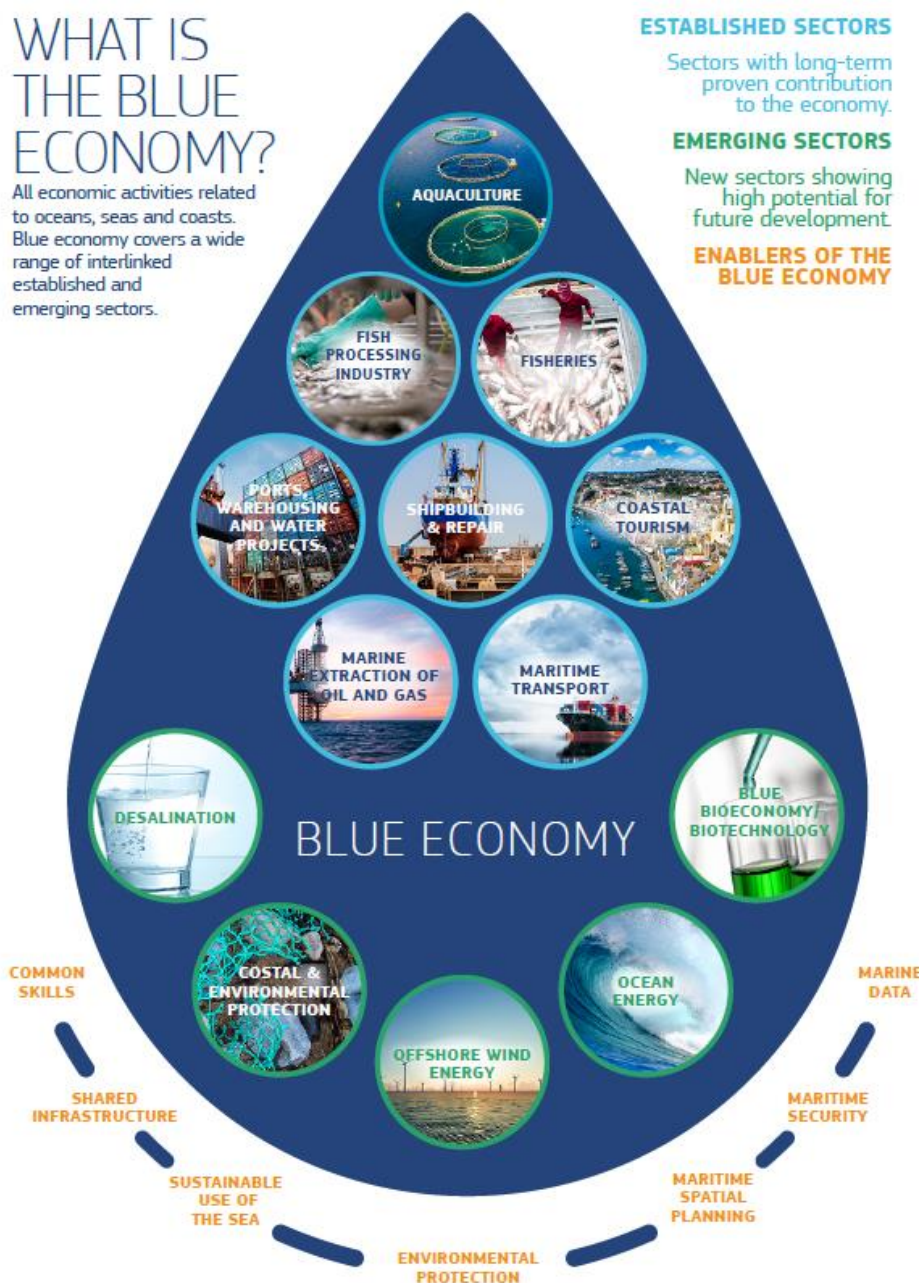 WHAT IS
THE BLUE
ECONOMY?
All economic activities related
to oceans, seas and coasts.
Blue economy covers a wide
range of interlinked
established and
emerging sectors.
ESTABLISHED SECTORS
Sectors with long-term
proven contribution
to the economy.
EMERGING SECTORS
New sectors showing
high potential for
future development.
ENABLERS OF THE
BLUE ECONOMY
AQUACULTURE
FISH
PROCESSING
INDUSTRY
FISHERIES
PORTS,
WAREHOUSING
AND WATER
PROJECTS,
SHIPBUILDING
& REPAIR
COASTAL
TOURISM
MARINE
EXTRACTION OF
OIL AND GAS
MARITIME
TRANSPORT
DESALINATION
BLUE ECONOMY
BLUE
BIOECONOMY/
BIOTECHNOLOGY
COSTAL &
ENVIRONMENTAL
PROTECTION
OFFSHORE WIND
ENERGY
OCEAN
ENERGY
COMMON
SKILLS
SHARED
INFRASTRUCTURE
SUSTAINABLE
USE OF
THE SEA
ENVIRONMENTAL
PROTECTION
MARITIME
SPATIAL
PLANNING
MARITIME
SECURITY
MARINE
DATA